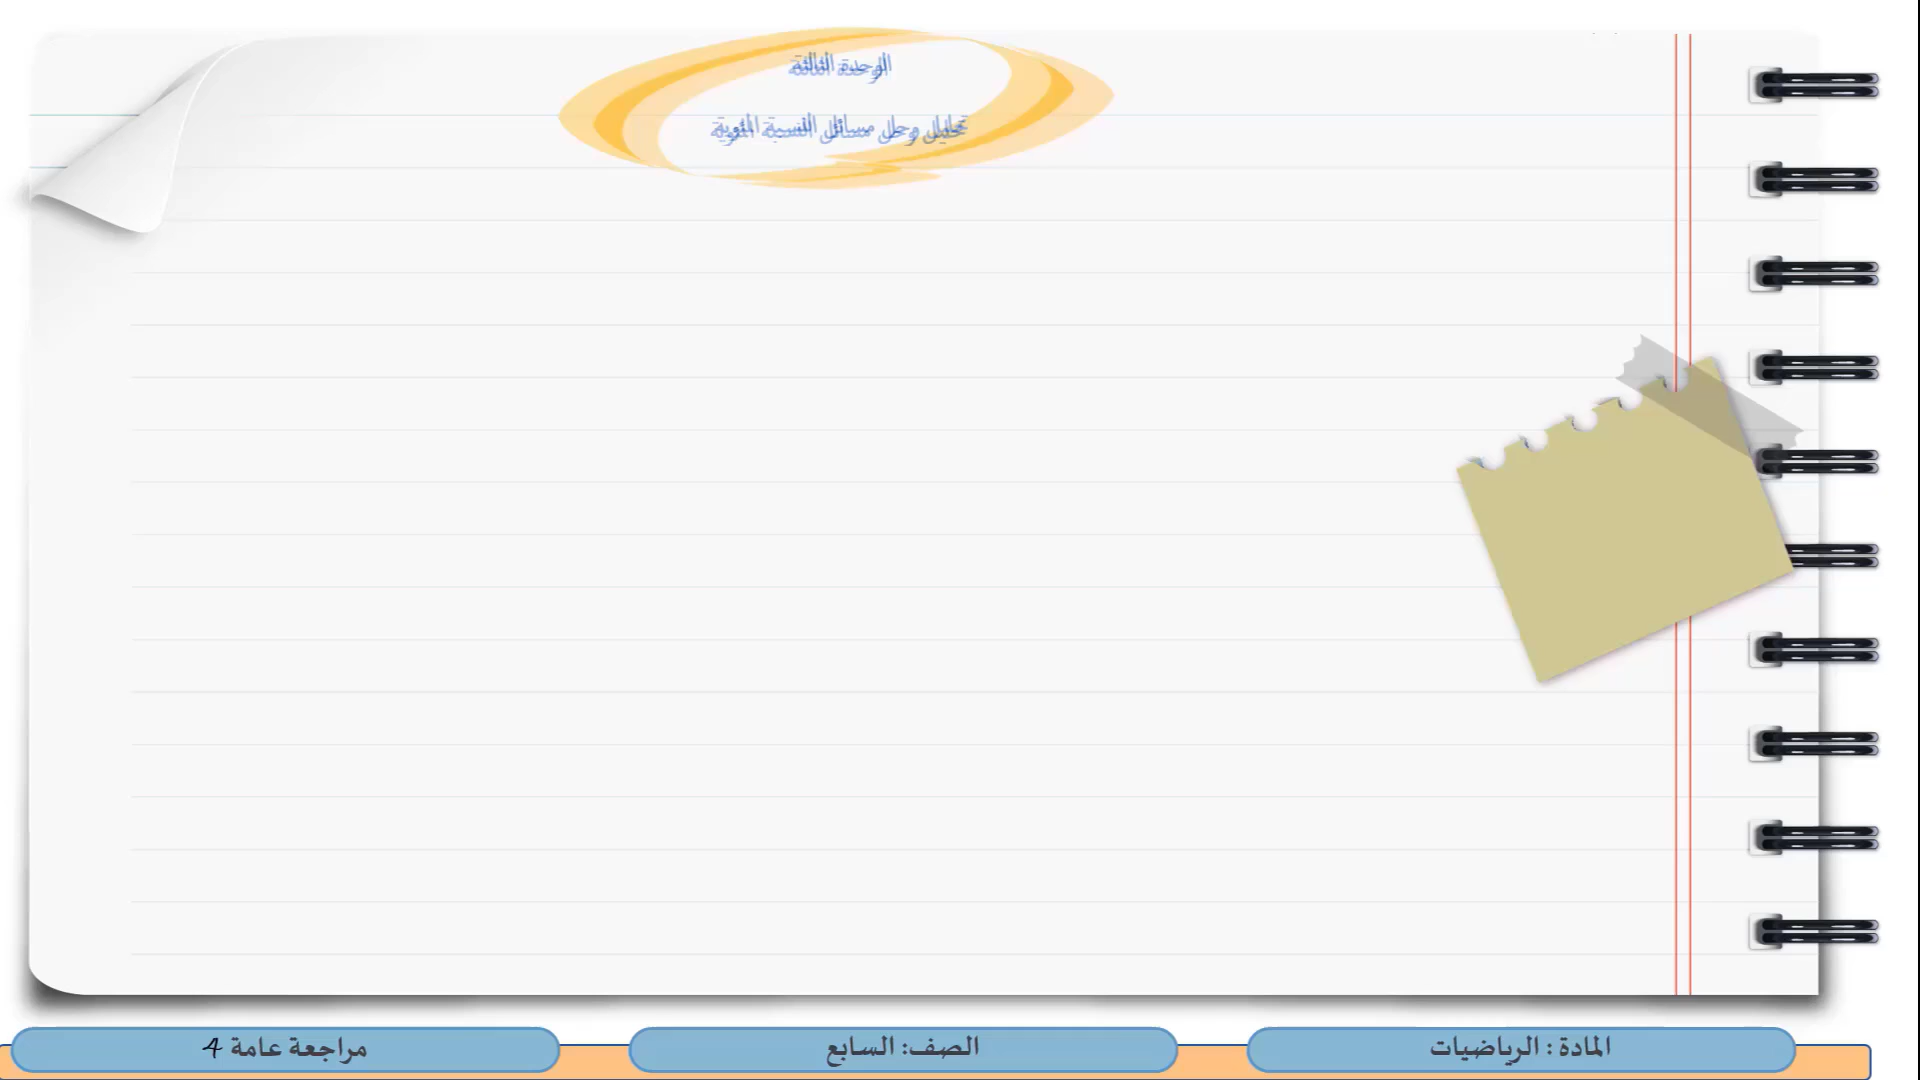 الوحدة الثالثة
تحليل وحل مسائل النسبة المئوية
المادة : الرياضيات
الصف: السابع
مراجعة عامة 4